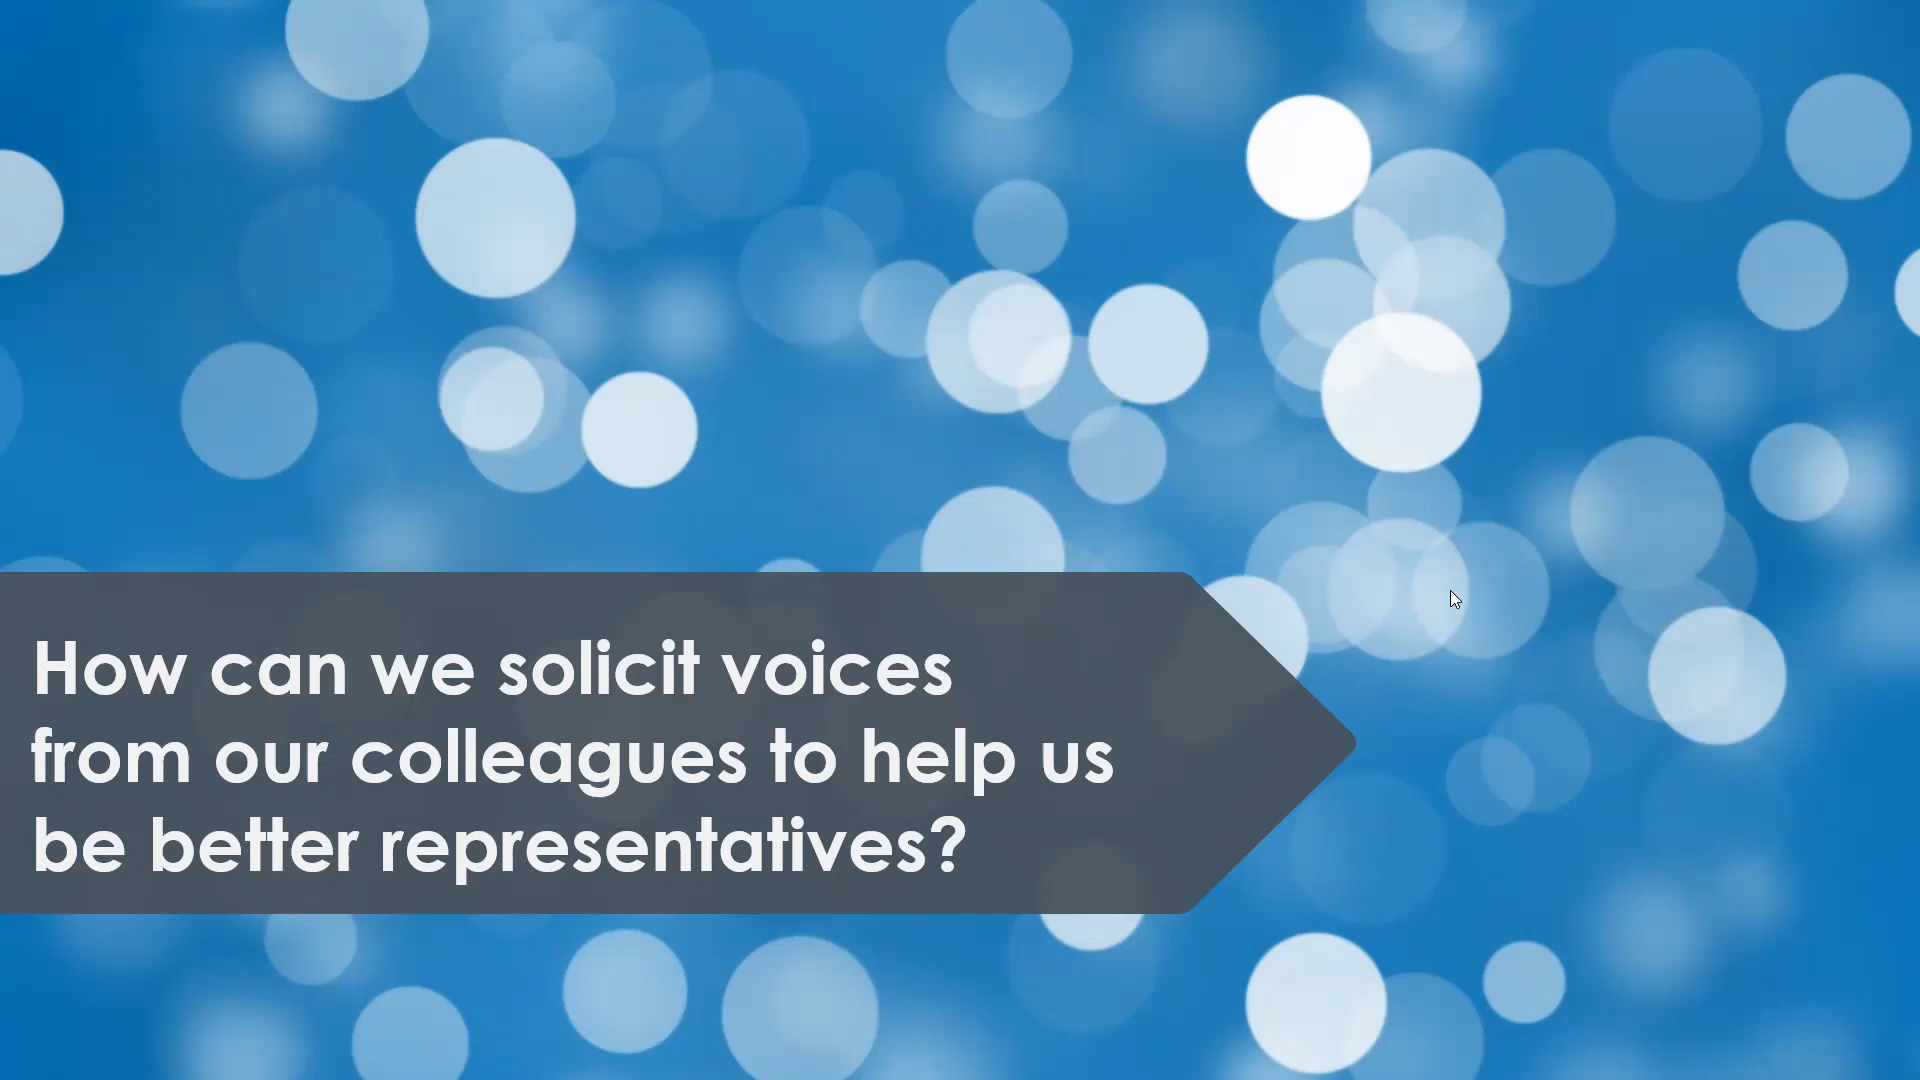 How can we solicit voices
from our colleagues to help us
be better representatives?